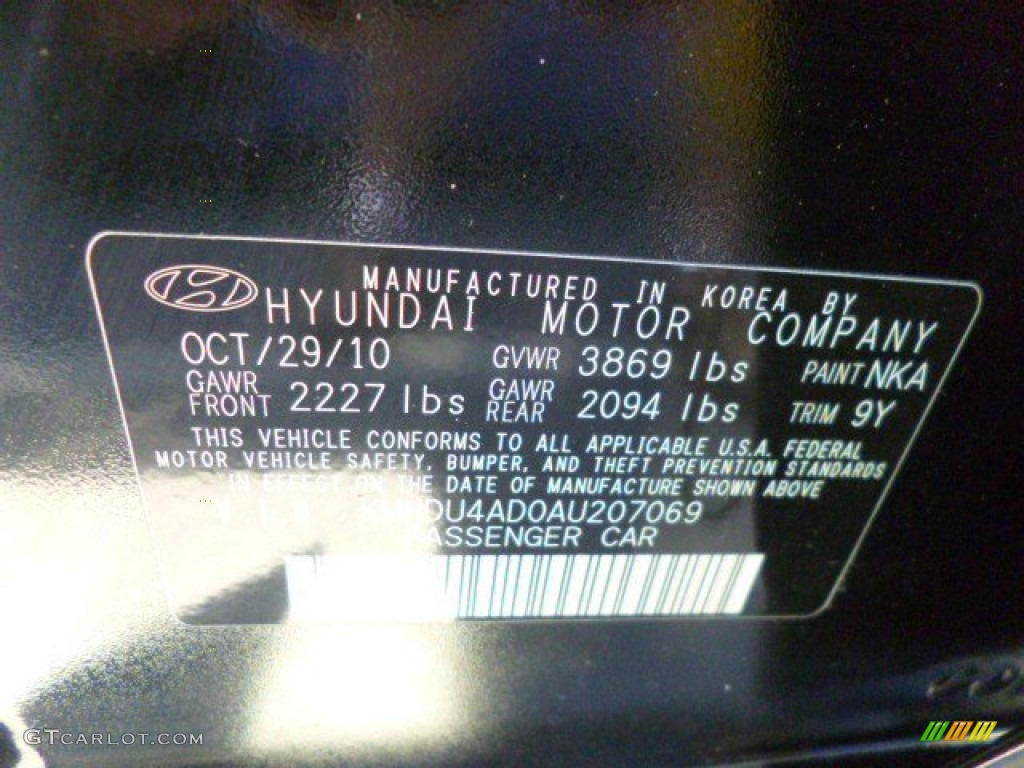 MANUFACTURED IN KOREA BY
HYUNDAI MOTOR COMPANY
OCT/29/10 GVWR 3869 lbs PAINT NKA
GAWR FRONT 2227 lbs GAWR REAR 2094 lbs TRIM 9Y
THIS VEHICLE CONFORMS TO ALL APPLICABLE U.S.A. FEDERAL
MOTOR VEHICLE SAFETY, BUMPER, AND THEFT PREVENTION STANDARDS
IN EFFECT ON THE DATE OF MANUFACTURE SHOWN ABOVE
KMHDU4AD0AU207069
PASSENGER CAR
GTCARLOT.COM